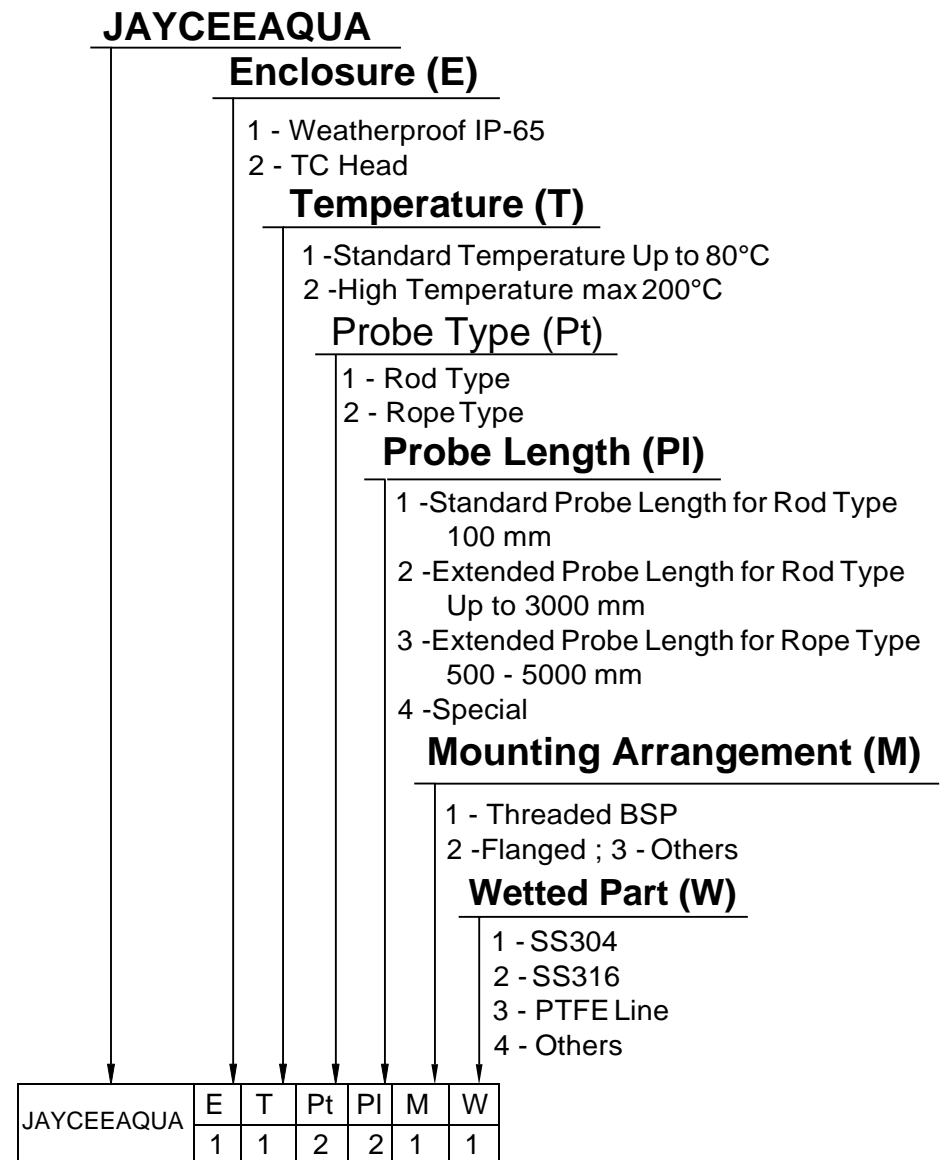 JAYCEEAQUA
Enclosure (E)
1 - Weatherproof IP-65
2 - TC Head
Temperature (T)
1 -Standard Temperature Up to 80°C
2 -High Temperature max 200°C
Probe Type (Pt)
1 - Rod Type
2 - Rope Type
Probe Length (Pl)
1 -Standard Probe Length for Rod Type
100 mm
2 -Extended Probe Length for Rod Type
Up to 3000 mm
3 -Extended Probe Length for Rope Type
500 - 5000 mm
4 -Special
Mounting Arrangement (M)
1 - Threaded BSP
2 -Flanged ; 3 - Others
Wetted Part (W)
1 - SS304
2 - SS316
3 - PTFE Line
4 - Others
JAYCEEAQUA E T Pt Pl M W
1 1 2 2 1 1